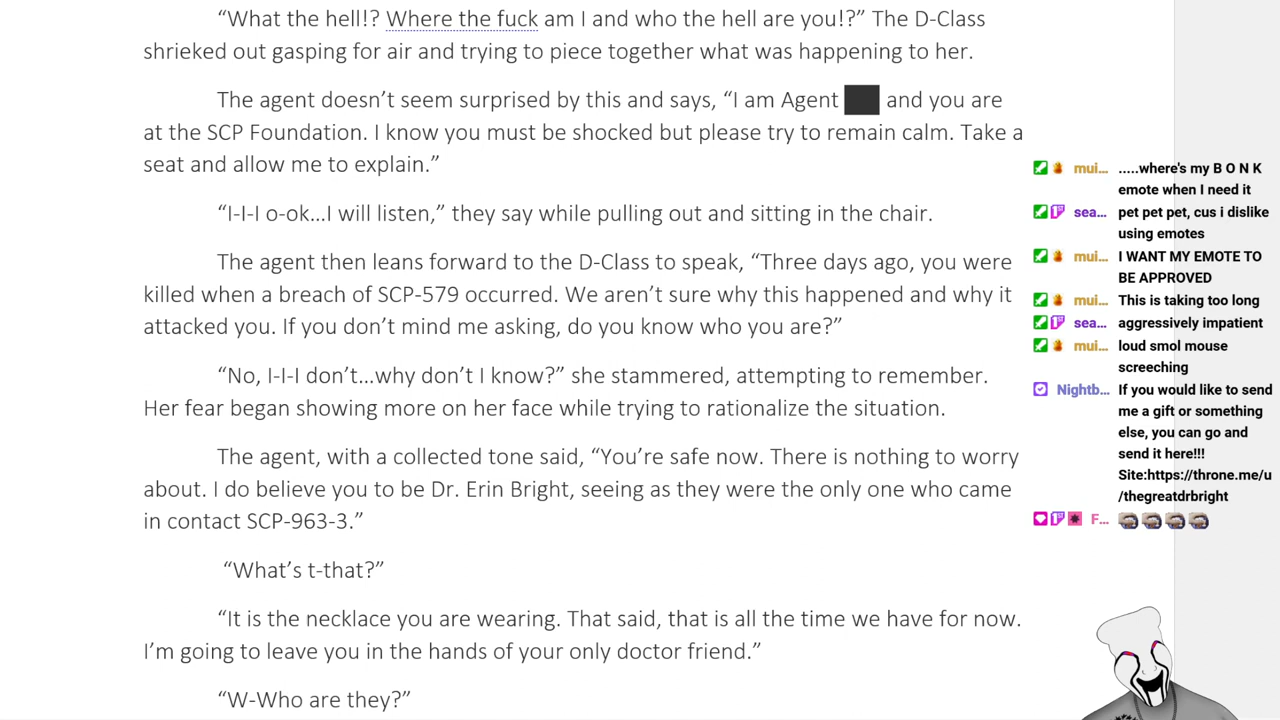 “What the hell!? Where the fuck am I and who the hell are you!?” The D-Class
shrieked out gasping for air and trying to piece together what was happening to her.
The agent doesn’t seem surprised by this and says, “I am Agent and you are
at the SCP Foundation. I know you must be shocked but please try to remain calm. Take a
seat and allow me to explain.”
“I-I-I o-ok...I will listen,” they say while pulling out and sitting in the chair.
The agent then leans forward to the D-Class to speak, “Three days ago, you were
killed when a breach of SCP-579 occurred. We aren’t sure why this happened and why it
attacked you. If you don’t mind me asking, do you know who you are?”
“No, I-I-I don’t...why don’t I know?” she stammered, attempting to remember.
Her fear began showing more on her face while trying to rationalize the situation.
The agent, with a collected tone said, “You’re safe now. There is nothing to worry
about. I do believe you to be Dr. Erin Bright, seeing as they were the only one who came
in contact SCP-963-3.”
“What’s t-that?”
“It is the necklace you are wearing. That said, that is all the time we have for now.
I’m going to leave you in the hands of your only doctor friend.”
“W-Who are they?”
mui... .....where's my B O N K
emote when I need it
sea... pet pet pet, cus i dislike
using emotes
mui... I WANT MY EMOTE TO
BE APPROVED
mui... This is taking too long
sea... aggressively impatient
mui... loud smol mouse
screeching
Nightb... If you would like to send
me a gift or something
else, you can go and
send it here!!!
Site:https://throne.me/u
/thegreatdrbright
F...